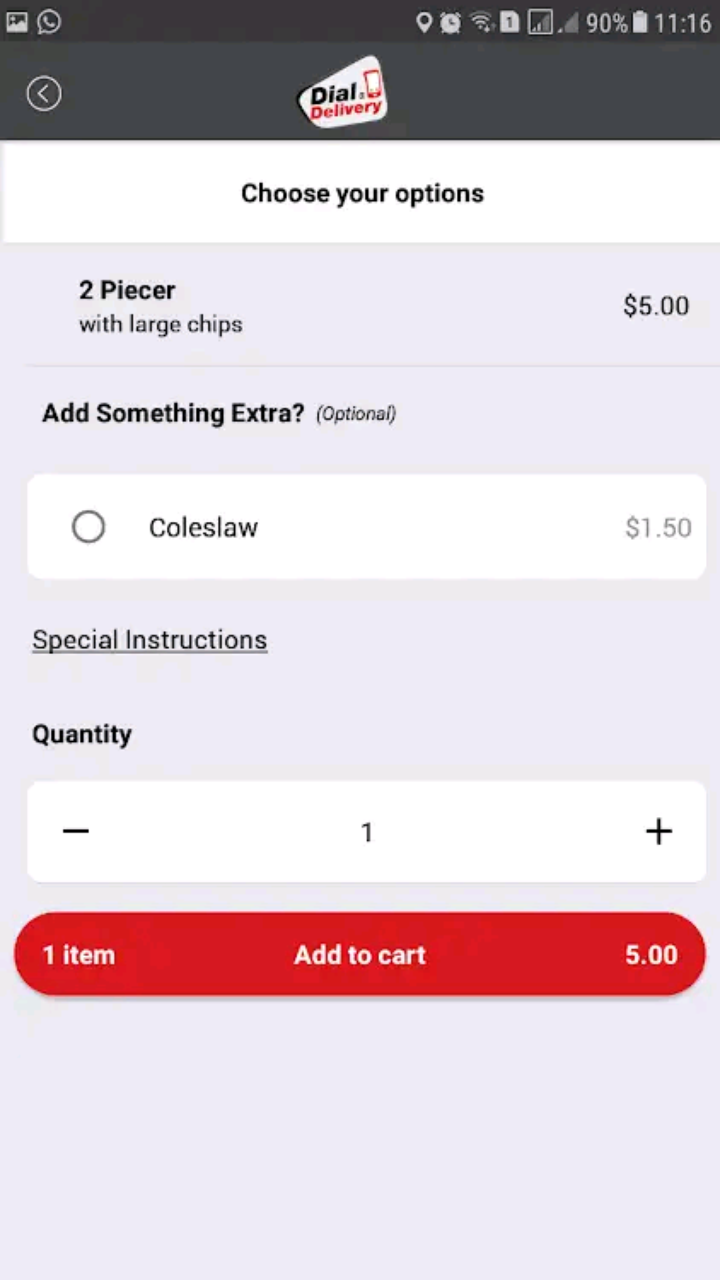 1 90% 11:16
Dial a
Delivery
Choose your options
2 Piecer
with large chips
$5.00
Add Something Extra? (Optional)
Coleslaw $1.50
Special Instructions
Quantity
− 1 +
1 item Add to cart 5.00